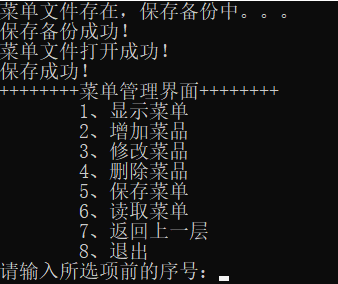 菜单文件存在，保存备份中。。。
保存备份成功！
菜单文件打开成功！
保存成功！
++++++++菜单管理界面++++++++
1、显示菜单
2、增加菜品
3、修改菜品
4、删除菜品
5、保存菜单
6、读取菜单
7、返回上一层
8、退出
请输入所选项前的序号：